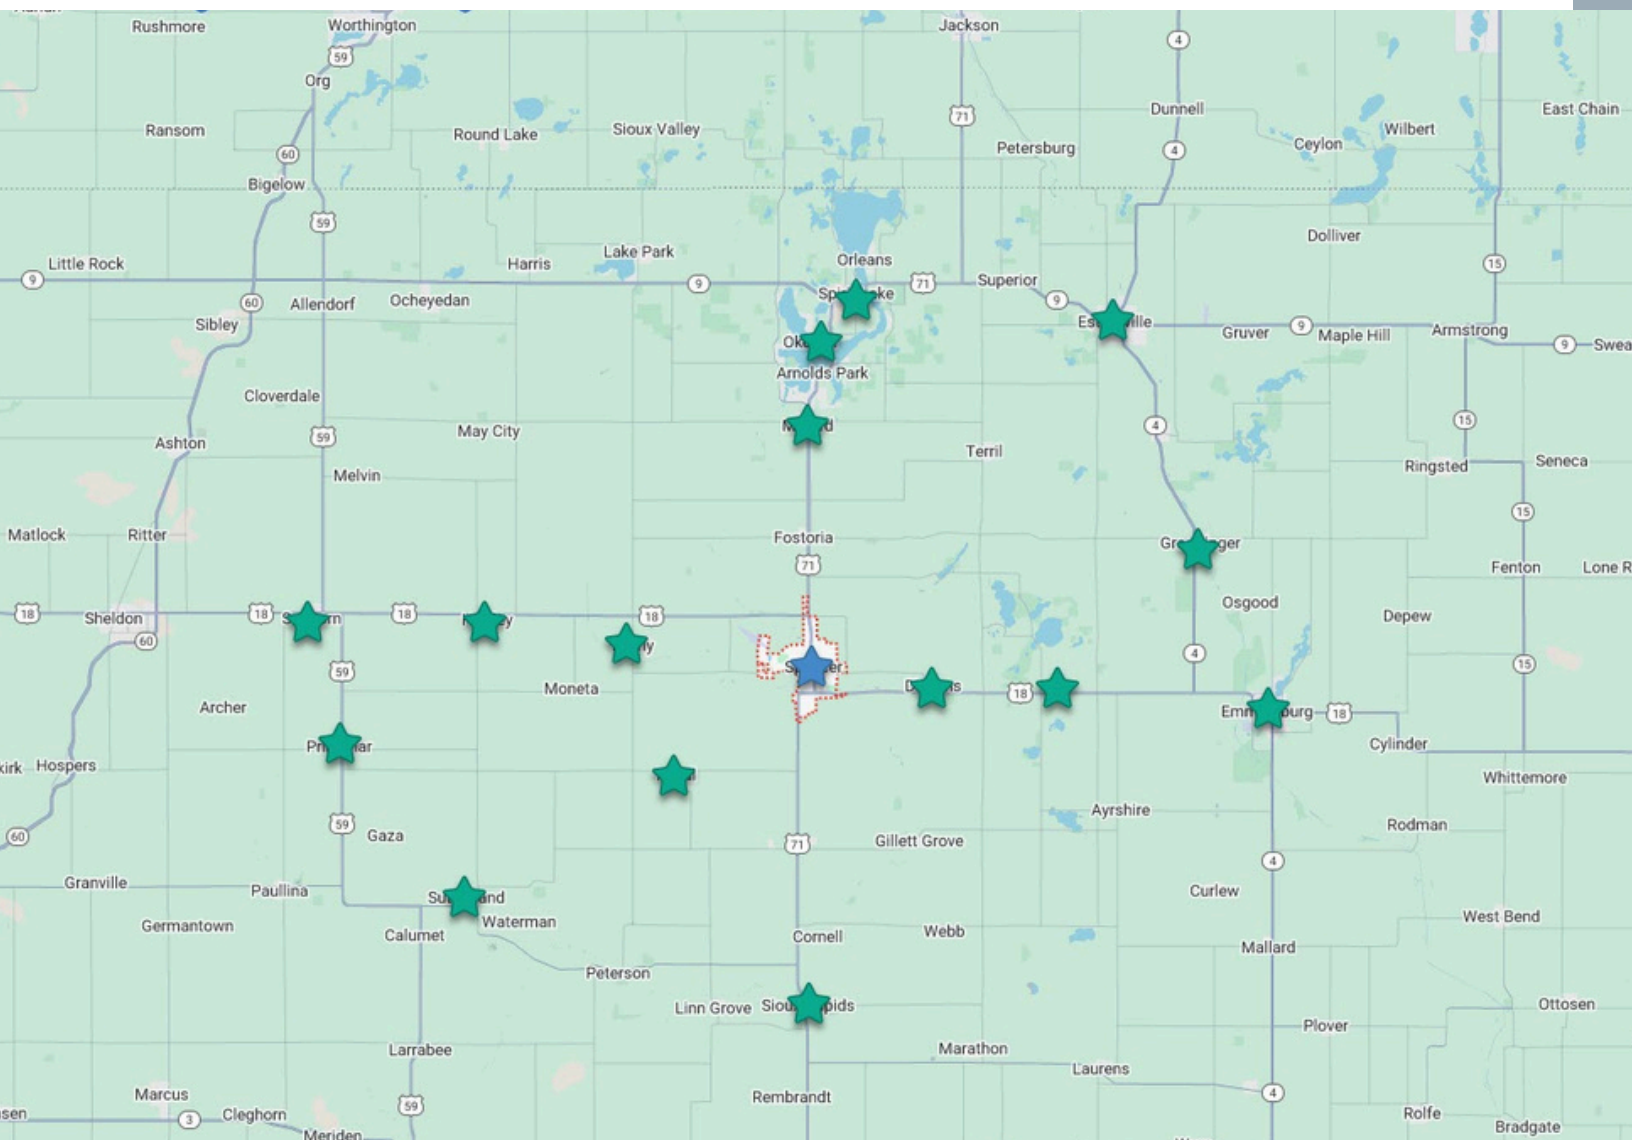 Rushmore
Worthington
Jackson
59
4
Org
71
Dunnell
East Chain
Ransom
Round Lake
Sioux Valley
Wilbert
Ceylon
Petersburg
4
60
Bigelow
59
Dolliver
Lake Park
Orleans
Little Rock
Harris
15
9
9
71
Superior
9
60
Allendorf
Ocheyedan
Sibley
Gruver
9
Maple Hill
Armstrong
9
Swea
Arnolds Park
Cloverdale
59
May City
4
15
Ashton
Terril
Ringsted
Seneca
Melvin
15
Matlock
Ritter
Fostoria
71
Fenton
Lone R
Osgood
18
Sheldon
18
18
18
Depew
60
4
15
59
Moneta
18
Archer
18
Cylinder
kirk
Hospers
Whittemore
60
59
Gaza
71
Gillett Grove
Ayrshire
Rodman
4
Granville
Paullina
Curlew
Germantown
Waterman
Calumet
Cornell
Webb
West Bend
Mallard
Peterson
Linn Grove
Ottosen
Plover
Larrabee
Marathon
Laurens
Marcus
59
Rembrandt
4
sen
3
Cleghorn
Rolfe
Meriden
Bradgate